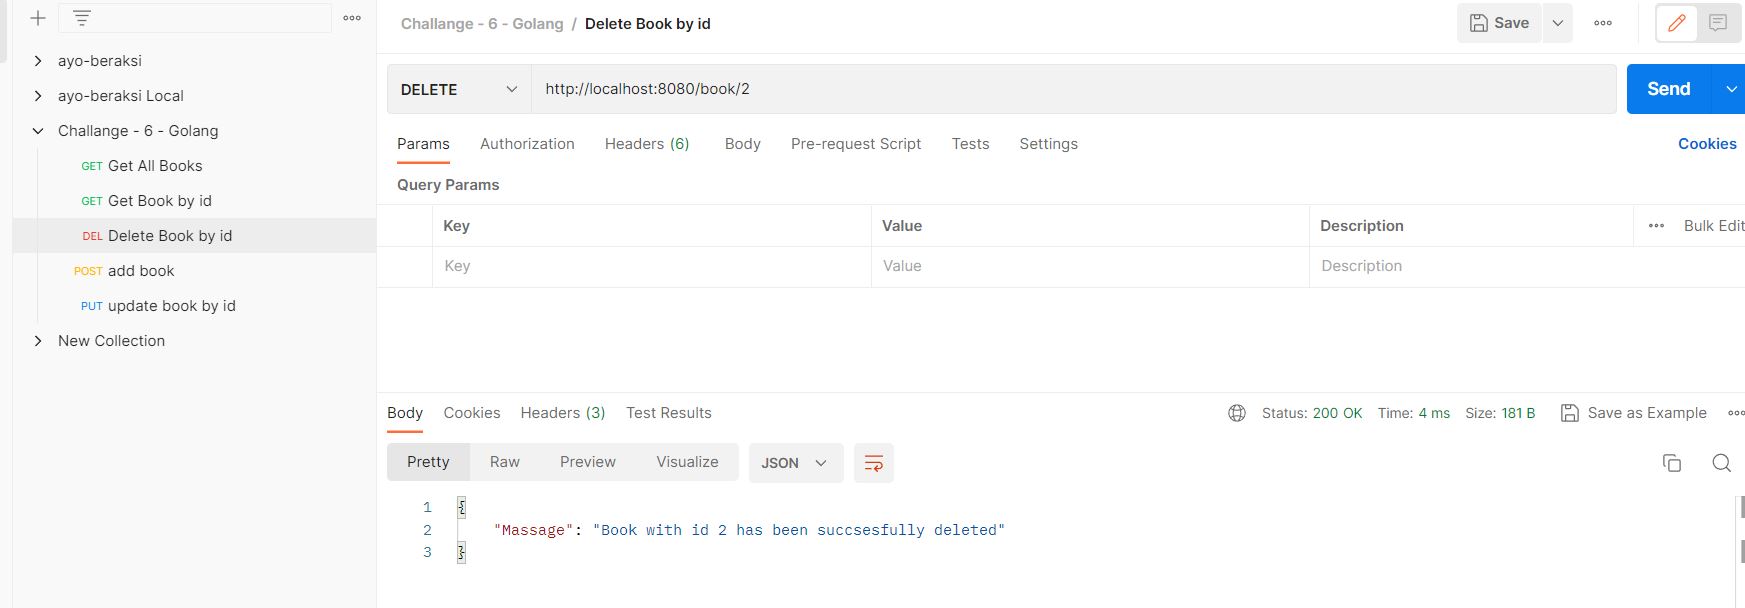 Challange - 6 - Golang / Delete Book by id
Save
ayo-beraksi
ayo-beraksi Local
Challange - 6 - Golang
GET Get All Books
GET Get Book by id
DEL Delete Book by id
POST add book
PUT update book by id
New Collection
DELETE http://localhost:8080/book/2 Send
Params Authorization Headers (6) Body Pre-request Script Tests Settings Cookies
Query Params
Key Value Description Bulk Edit
Key Value Description
Body Cookies Headers (3) Test Results Status: 200 OK Time: 4 ms Size: 181 B Save as Example
Pretty Raw Preview Visualize JSON
1 {
2 "Massage": "Book with id 2 has been succsesfully deleted"
3 }